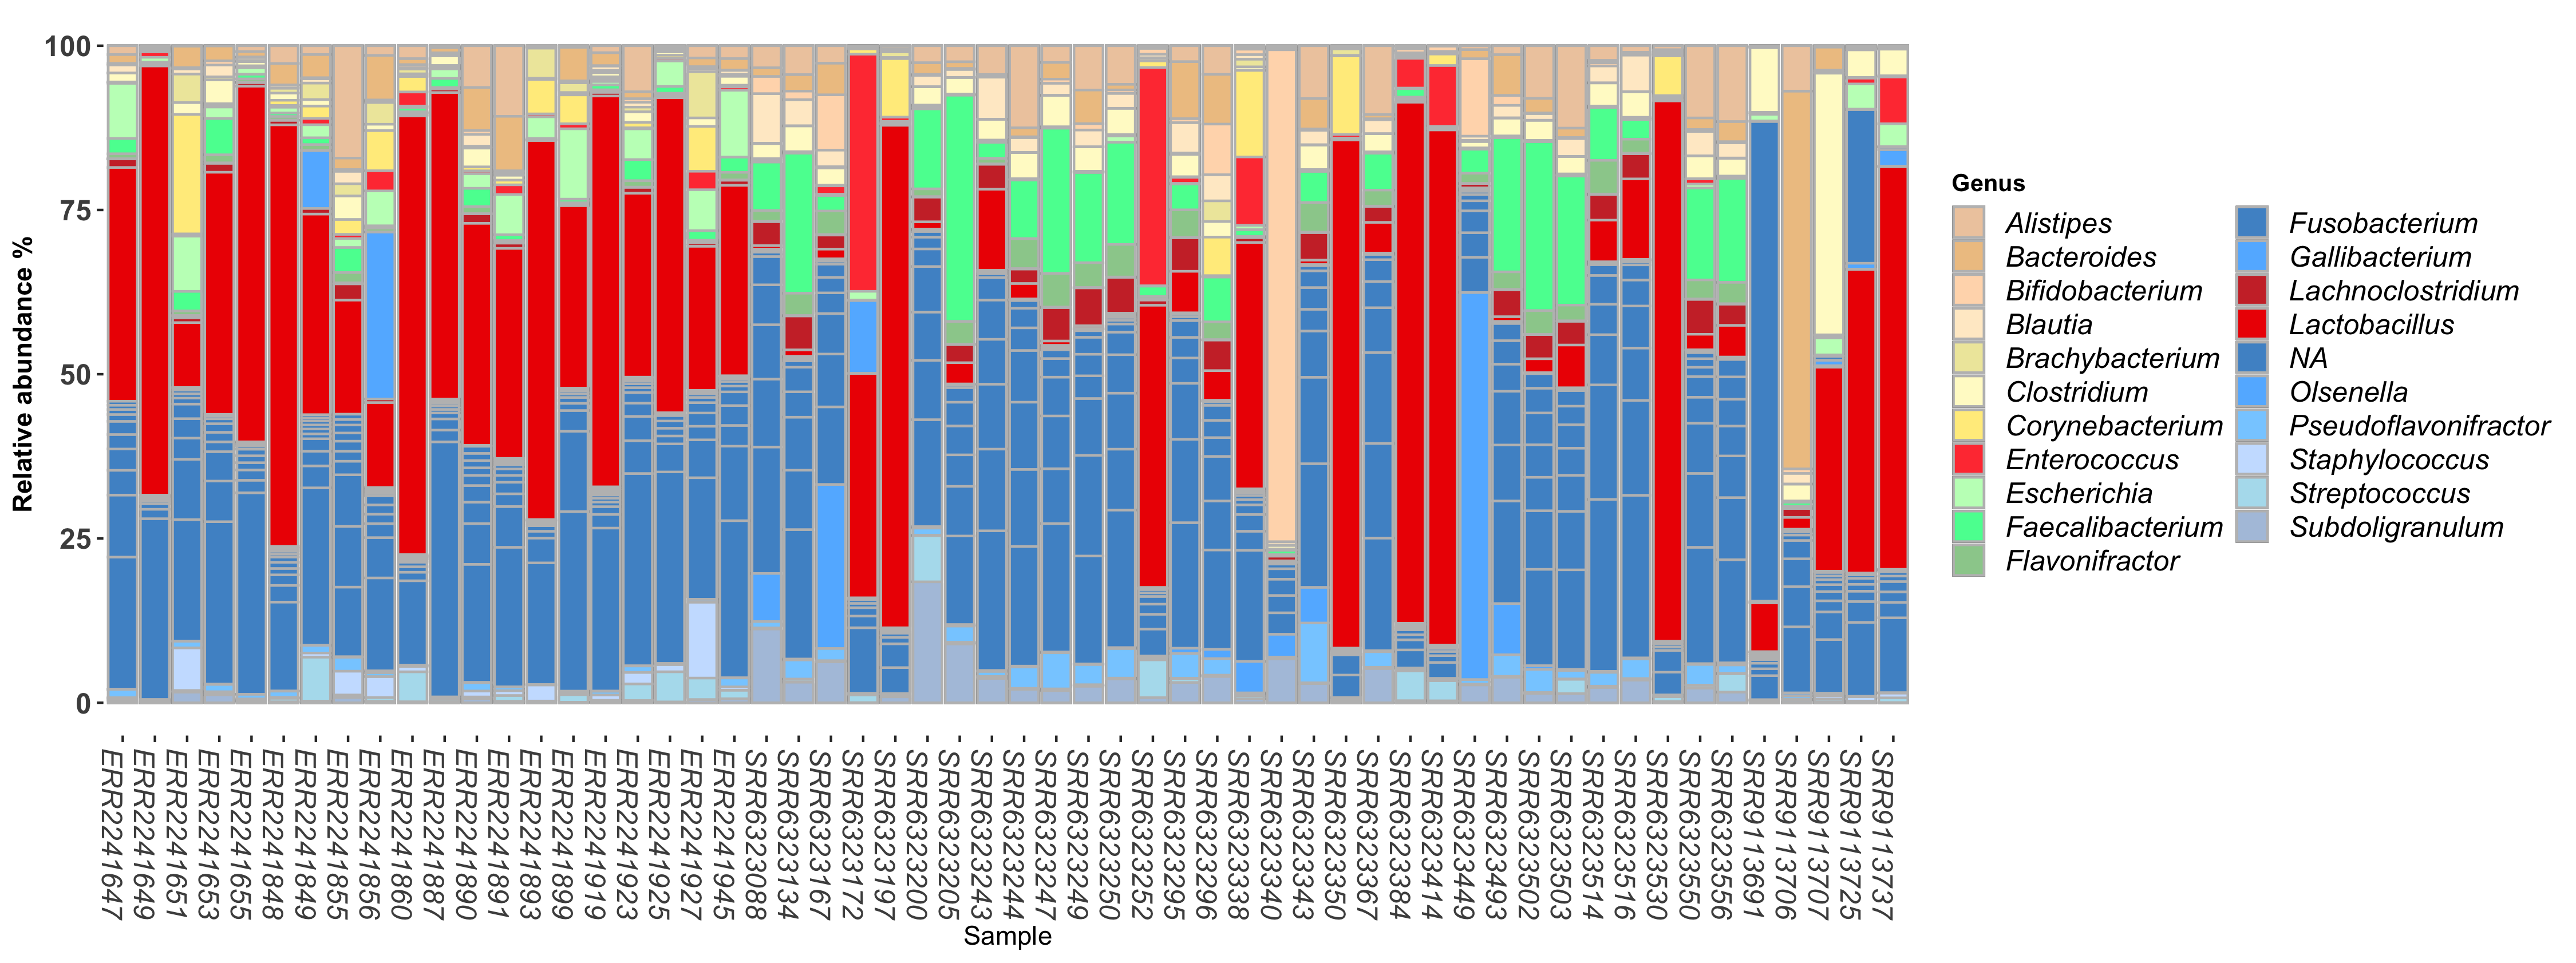 Relative abundance %
100
75
50
25
0
ERR2241647
ERR2241649
ERR2241651
ERR2241653
ERR2241655
ERR2241848
ERR2241849
ERR2241855
ERR2241856
ERR2241860
ERR2241887
ERR2241890
ERR2241891
ERR2241893
ERR2241899
ERR2241919
ERR2241923
ERR2241925
ERR2241927
ERR2241945
SRR6323088
SRR6323134
SRR6323167
SRR6323172
SRR6323197
SRR6323200
SRR6323205
SRR6323243
SRR6323244
SRR6323247
SRR6323249
SRR6323250
SRR6323252
SRR6323295
SRR6323296
SRR6323338
SRR6323340
SRR6323343
SRR6323350
SRR6323367
SRR6323384
SRR6323414
SRR6323449
SRR6323493
SRR6323502
SRR6323503
SRR6323514
SRR6323516
SRR6323530
SRR6323550
SRR6323556
SRR9113691
SRR9113706
SRR9113707
SRR9113725
SRR9113737
Sample
Genus
Alistipes
Bacteroides
Bifidobacterium
Blautia
Brachybacterium
Clostridium
Corynebacterium
Enterococcus
Escherichia
Faecalibacterium
Flavonifractor
Fusobacterium
Gallibacterium
Lachnoclostridium
Lactobacillus
NA
Olsenella
Pseudoflavonifractor
Staphylococcus
Streptococcus
Subdoligranulum